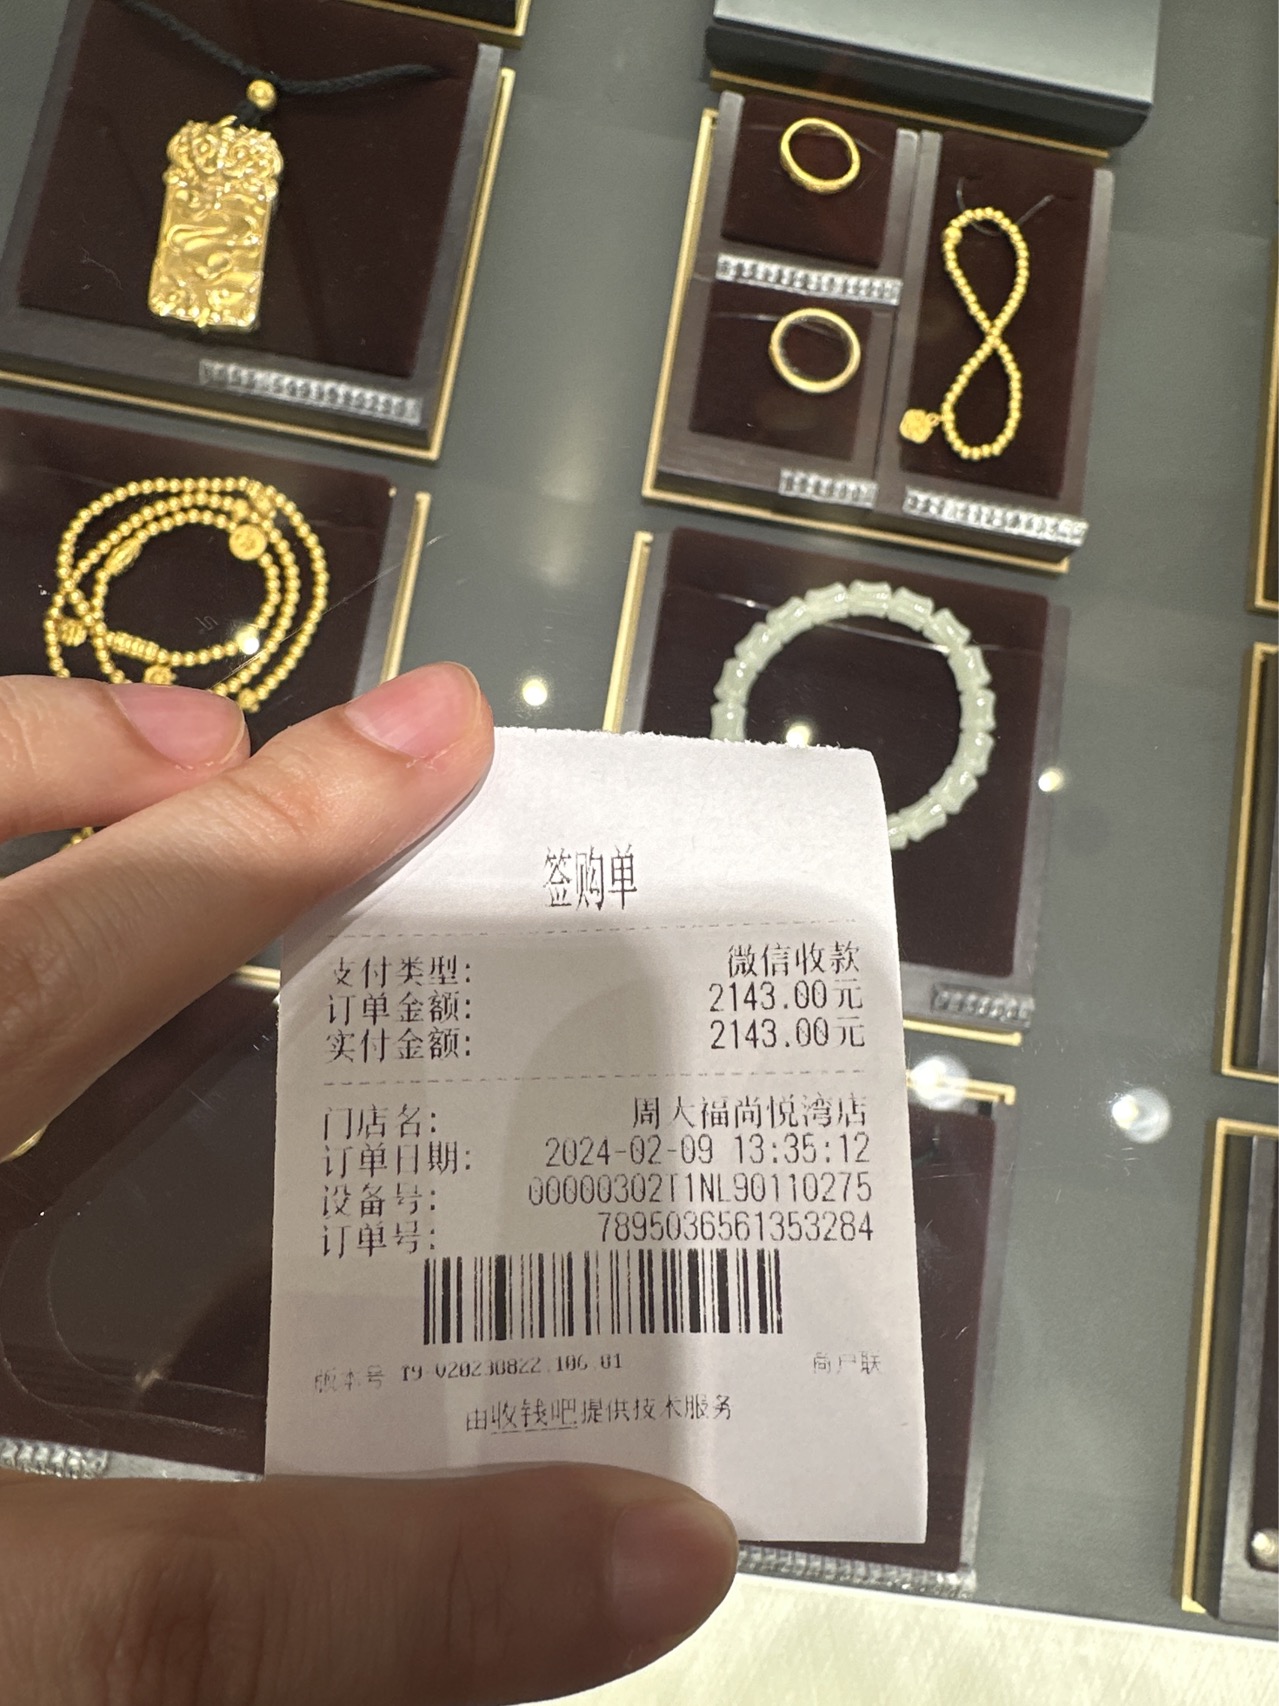 签购单
支付类型: 微信收款
订单金额: 2143.00元
实付金额: 2143.00元
门店名: 周大福尚悦湾店
订单日期: 2024-02-09 13:35:12
设备号: 00000302T1NL90110275
订单号: 7895036561353284
版本号 T9-V20230822.106.01 商户联
由收钱吧提供技术服务